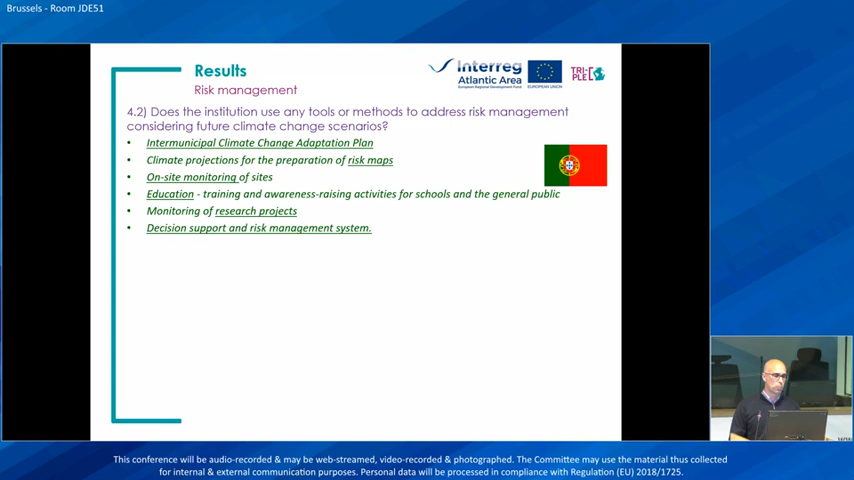 Brussels - Room JDE51
Results
Risk management
Interreg
Atlantic Area
European Regional Development Fund
EUROPEAN UNION
TRI-
PLE
4.2) Does the institution use any tools or methods to address risk management
considering future climate change scenarios?
• Intermunicipal Climate Change Adaptation Plan
• Climate projections for the preparation of risk maps
• On-site monitoring of sites
• Education - training and awareness-raising activities for schools and the general public
• Monitoring of research projects
• Decision support and risk management system.
This conference will be audio-recorded & may be web-streamed, video-recorded & photographed. The Committee may use the material thus collected
for internal & external communication purposes. Personal data will be processed in compliance with Regulation (EU) 2018/1725.